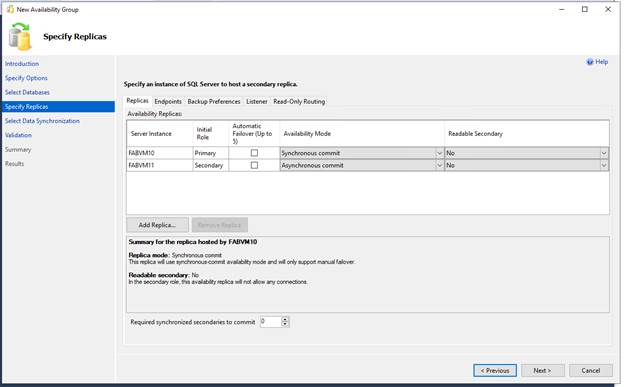 New Availability Group
Specify Replicas
Help
Introduction
Specify Options
Select Databases
Specify Replicas
Select Data Synchronization
Validation
Summary
Results
Specify an instance of SQL Server to host a secondary replica.
Replicas Endpoints Backup Preferences Listener Read-Only Routing
Availability Replicas:
Server Instance
Initial
Role
Automatic
Failover (Up to
5)
Availability Mode
Readable Secondary
FABVM10 Primary Synchronous commit No
FABVM11 Secondary Asynchronous commit No
Add Replica... Remove Replica
Summary for the replica hosted by FABVM10
Replica mode: Synchronous commit
This replica will use synchronous-commit availability mode and will only support manual failover.
Readable secondary: No
In the secondary role, this availability replica will not allow any connections.
Required synchronized secondaries to commit 0
< Previous Next > Cancel